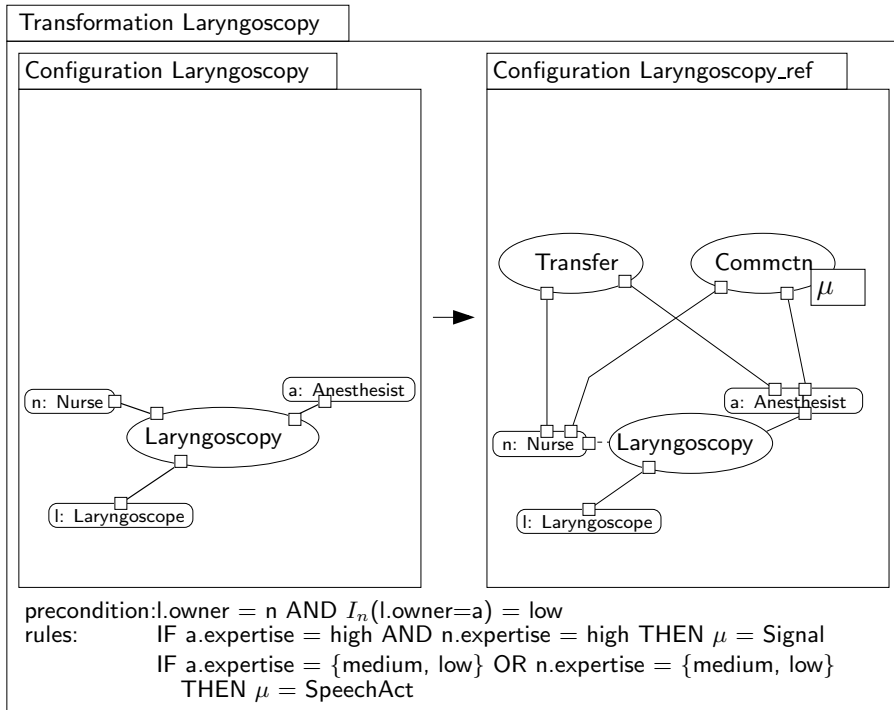 Transformation Laryngoscopy
Configuration Laryngoscopy
Configuration Laryngoscopy_ref
Transfer
Commctn
μ
n: Nurse
a: Anesthesist
Laryngoscopy
l: Laryngoscope
a: Anesthesist
n: Nurse
Laryngoscopy
l: Laryngoscope
precondition:l.owner = n AND Iₙ(l.owner=a) = low
rules: IF a.expertise = high AND n.expertise = high THEN μ = Signal
IF a.expertise = {medium, low} OR n.expertise = {medium, low}
THEN μ = SpeechAct